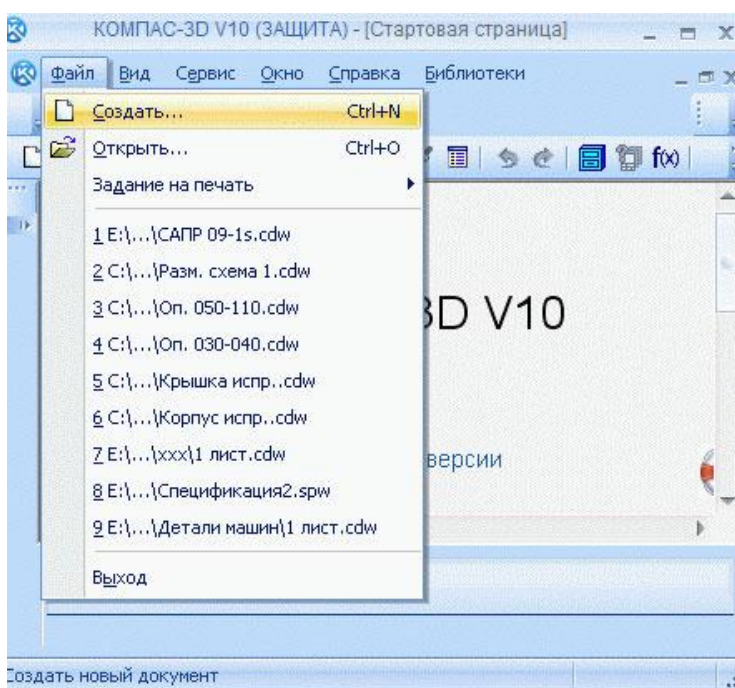 КОМПАС-3D V10 (ЗАЩИТА) - [Стартовая страница]
Файл Вид Сервис Окно Справка Библиотеки
Создать... Ctrl+N
Открыть... Ctrl+O
f(x)
Задание на печать
1 E:\...\САПР 09-1s.cdw
2 C:\...\Разм. схема 1.cdw
3 C:\...\Оп. 050-110.cdw
3D V10
4 C:\...\Оп. 030-040.cdw
5 C:\...\Крышка испр..cdw
6 C:\...\Корпус испр..cdw
7 E:\...\xxx\1 лист.cdw
версии
8 E:\...\Спецификация2.spw
9 E:\...\Детали машин\1 лист.cdw
Выход
Создать новый документ